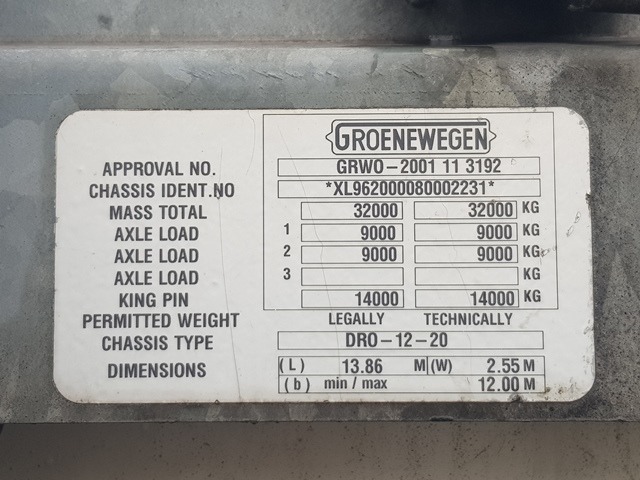 GROENEWEGEN
APPROVAL NO. GRWO-2001 11 3192
CHASSIS IDENT.NO *XL962000080002231*
MASS TOTAL 32000 32000 KG
AXLE LOAD 1 9000 9000 KG
AXLE LOAD 2 9000 9000 KG
AXLE LOAD 3 KG
KING PIN 14000 14000 KG
PERMITTED WEIGHT LEGALLY TECHNICALLY
CHASSIS TYPE DRO-12-20
DIMENSIONS (L) 13.86 M (W) 2.55 M
(b) min / max 12.00 M